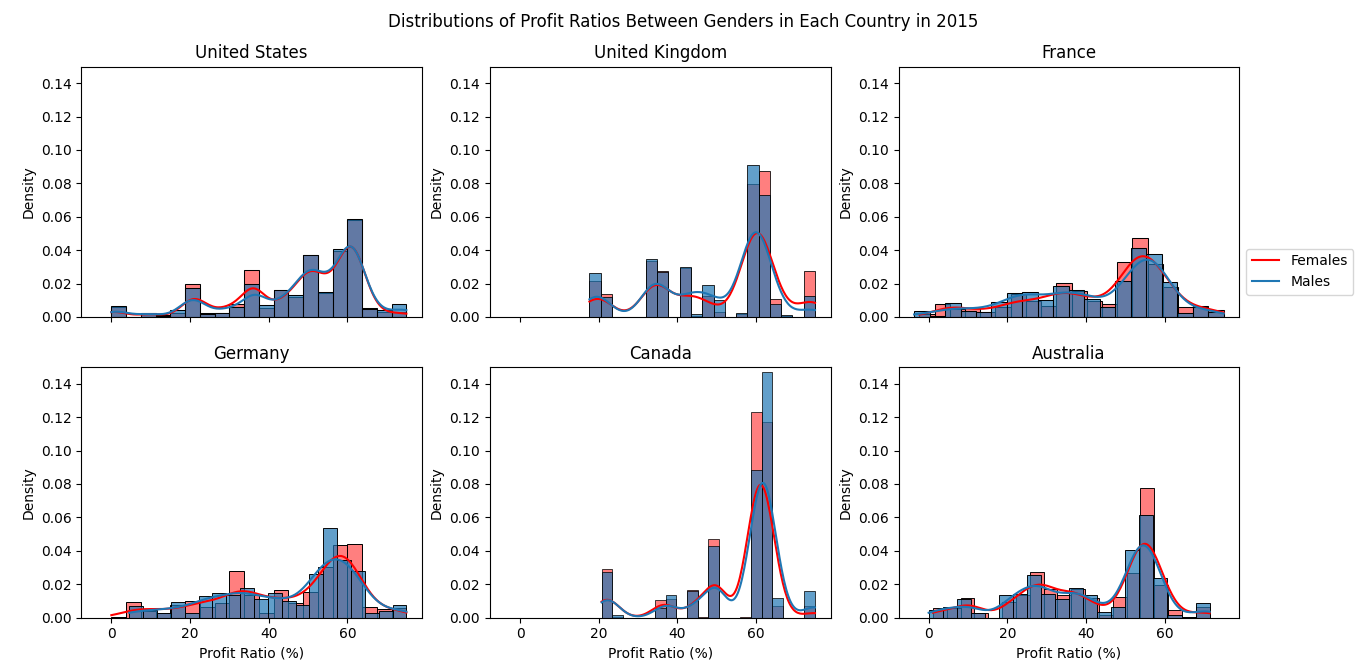 Distributions of Profit Ratios Between Genders in Each Country in 2015
United States
United Kingdom
France
0.14
0.12
0.10
0.08
0.06
0.04
0.02
0.00
Density
0.14
0.12
0.10
0.08
0.06
0.04
0.02
0.00
Density
0.14
0.12
0.10
0.08
0.06
0.04
0.02
0.00
Density
Females
Males
Germany
Canada
Australia
0.14
0.12
0.10
0.08
0.06
0.04
0.02
0.00
Density
0 20 40 60
Profit Ratio (%)
0.14
0.12
0.10
0.08
0.06
0.04
0.02
0.00
Density
0 20 40 60
Profit Ratio (%)
0.14
0.12
0.10
0.08
0.06
0.04
0.02
0.00
Density
0 20 40 60
Profit Ratio (%)